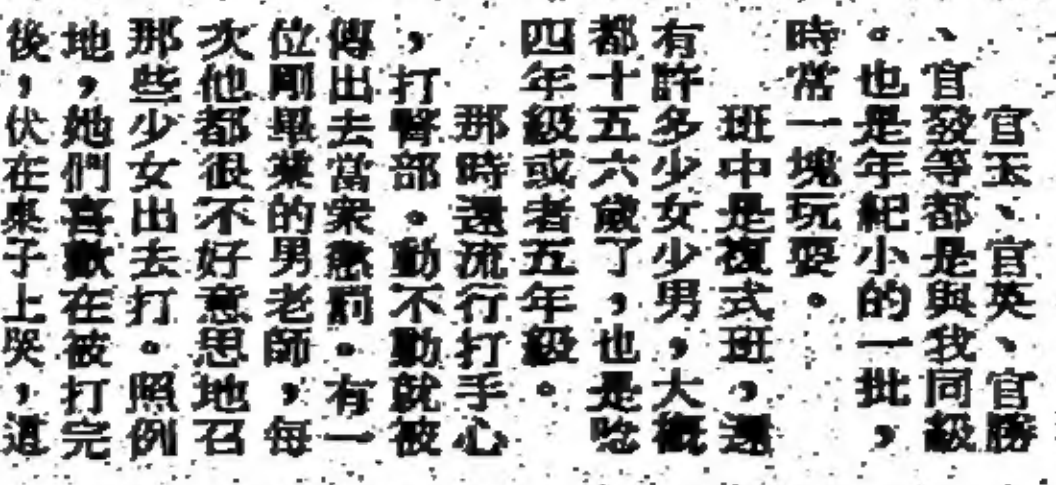 官玉、官英、官勝
、官發等都是與我同級
。也是年紀小的一批，
時常一塊玩耍。
班中是複式班，還
有許多少女少男，大概
都十五六歲了，也是唸
四年級或者五年級。
那時還流行打手心
，打臀部。動不動就被
傳出去當衆懲罰。有一
位剛畢業的男老師，每
次他都很不好意思地召
那些少女出去打。照例
地，她們喜歡在被打完
後，伏在桌子上哭，這